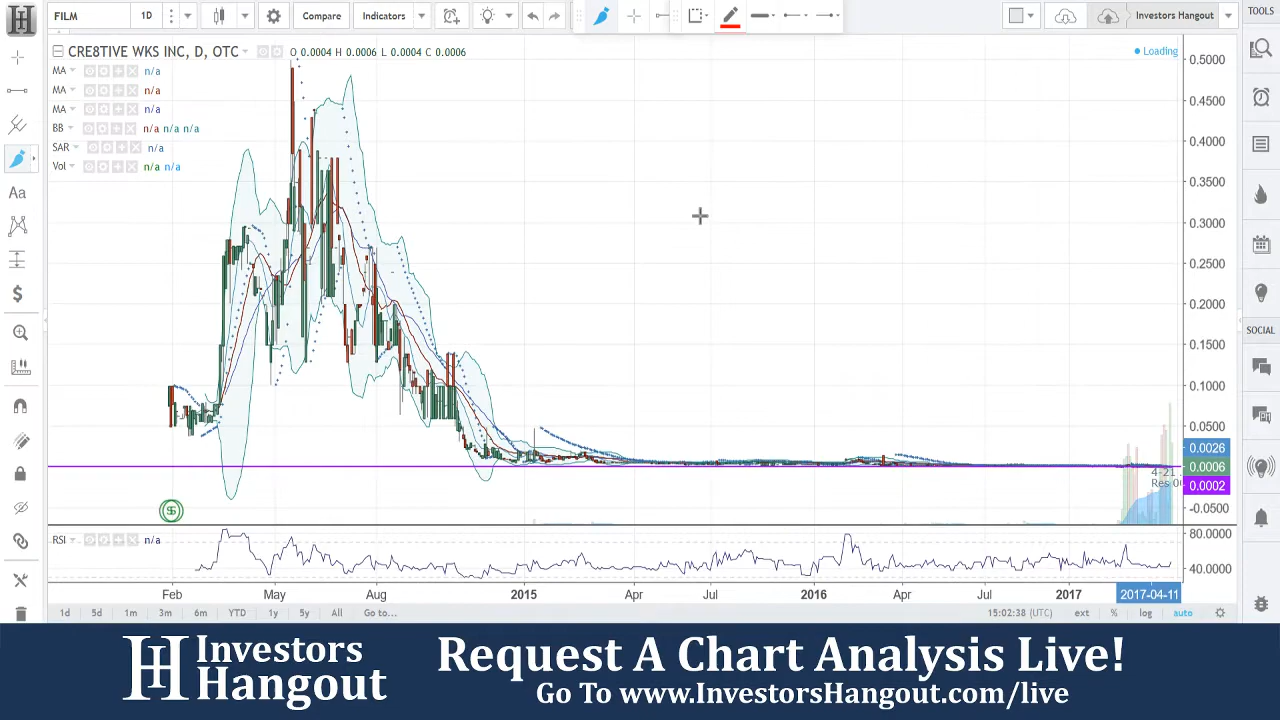 FILM 1D Compare Indicators Investors Hangout TOOLS
CRE8TIVE WKS INC, D, OTC O 0.0004 H 0.0006 L 0.0004 C 0.0006 Loading
MA n/a
MA n/a
MA n/a
BB n/a n/a n/a
SAR n/a
Vol n/a n/a
Aa
$
0.5000
0.4500
0.4000
0.3500
0.3000
0.2500
0.2000
0.1500
0.1000
0.0500
0.0026
0.0006
0.0002
-0.0500
SOCIAL
4-21
Res
S
RSI n/a
80.0000
40.0000
Feb May Aug 2015 Apr Jul 2016 Apr Jul 2017 2017-04-11
1d 5d 1m 3m 6m YTD 1y 5y All Go to... 15:02:38 (UTC) ext % log auto
Investors Hangout
Request A Chart Analysis Live!
Go To www.InvestorsHangout.com/live